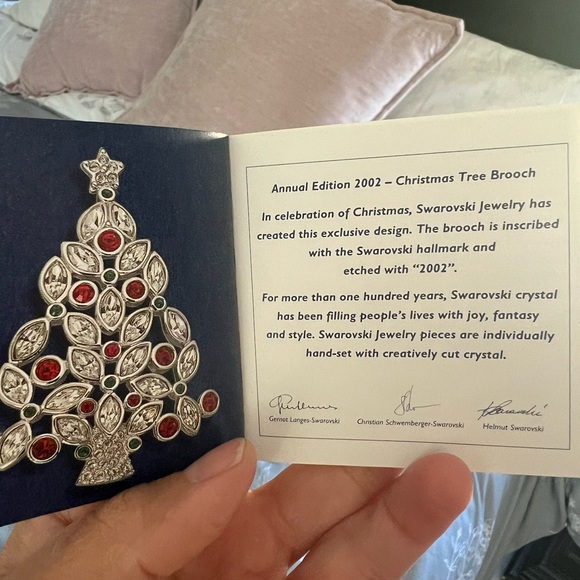 Annual Edition 2002 – Christmas Tree Brooch
In celebration of Christmas, Swarovski Jewelry has
created this exclusive design. The brooch is inscribed
with the Swarovski hallmark and
etched with “2002”.
For more than one hundred years, Swarovski crystal
has been filling people’s lives with joy, fantasy
and style. Swarovski Jewelry pieces are individually
hand-set with creatively cut crystal.
Gernot Langes-Swarovski Christian Schwemberger-Swarovski Helmut Swarovski